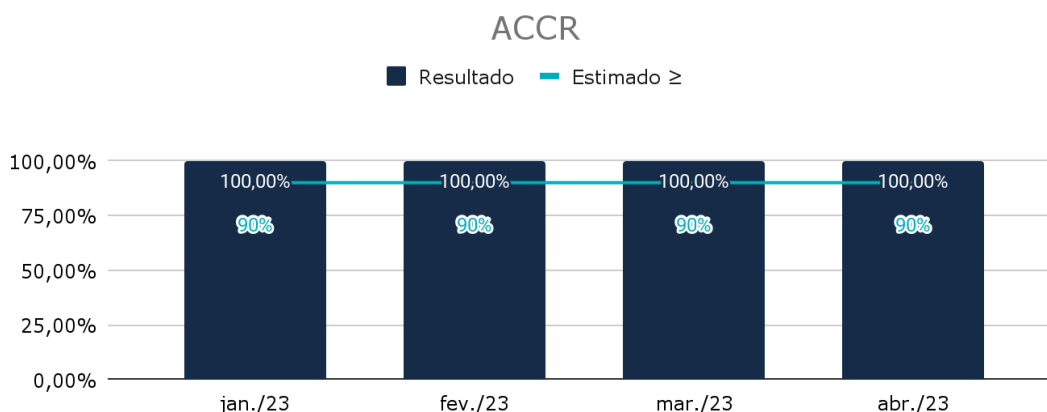 ACCR
Resultado Estimado ≥
100,00%
100,00% 100,00% 100,00% 100,00%
75,00%
90% 90% 90% 90%
50,00%
25,00%
0,00%
jan./23 fev./23 mar./23 abr./23